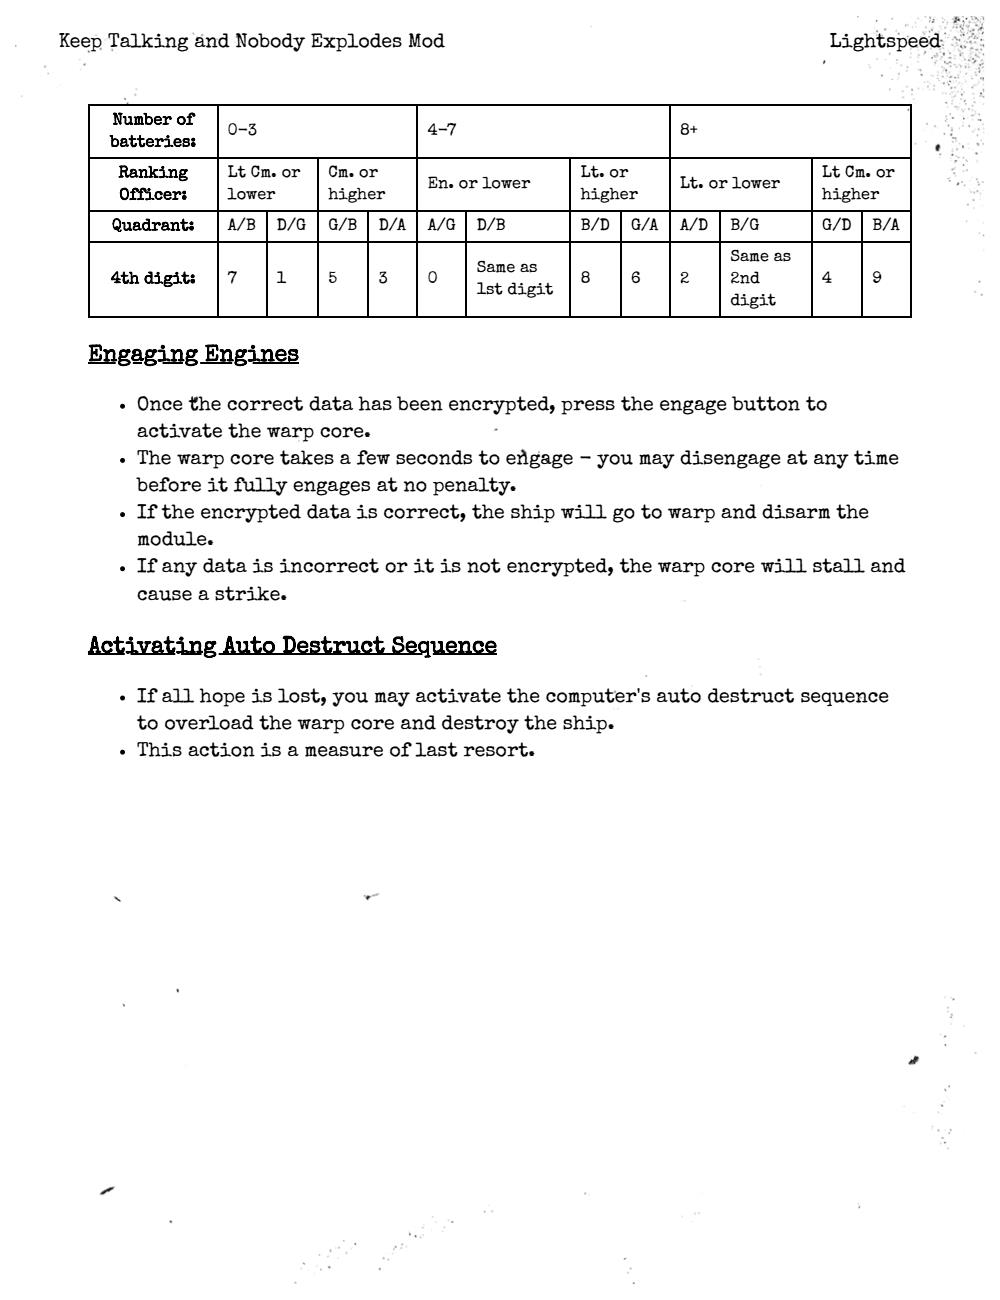 Keep Talking and Nobody Explodes Mod Lightspeed
Number of batteries: 0-3 4-7 8+
Ranking Officer: Lt Cm. or lower Cm. or higher En. or lower Lt. or higher Lt. or lower Lt Cm. or higher
Quadrant: A/B D/G G/B D/A A/G D/B B/D G/A A/D B/G G/D B/A
4th digit: 7 1 5 3 0 Same as 1st digit 8 6 2 Same as 2nd digit 4 9
Engaging Engines
• Once the correct data has been encrypted, press the engage button to
activate the warp core.
• The warp core takes a few seconds to engage – you may disengage at any time
before it fully engages at no penalty.
• If the encrypted data is correct, the ship will go to warp and disarm the
module.
• If any data is incorrect or it is not encrypted, the warp core will stall and
cause a strike.
Activating Auto Destruct Sequence
• If all hope is lost, you may activate the computer's auto destruct sequence
to overload the warp core and destroy the ship.
• This action is a measure of last resort.